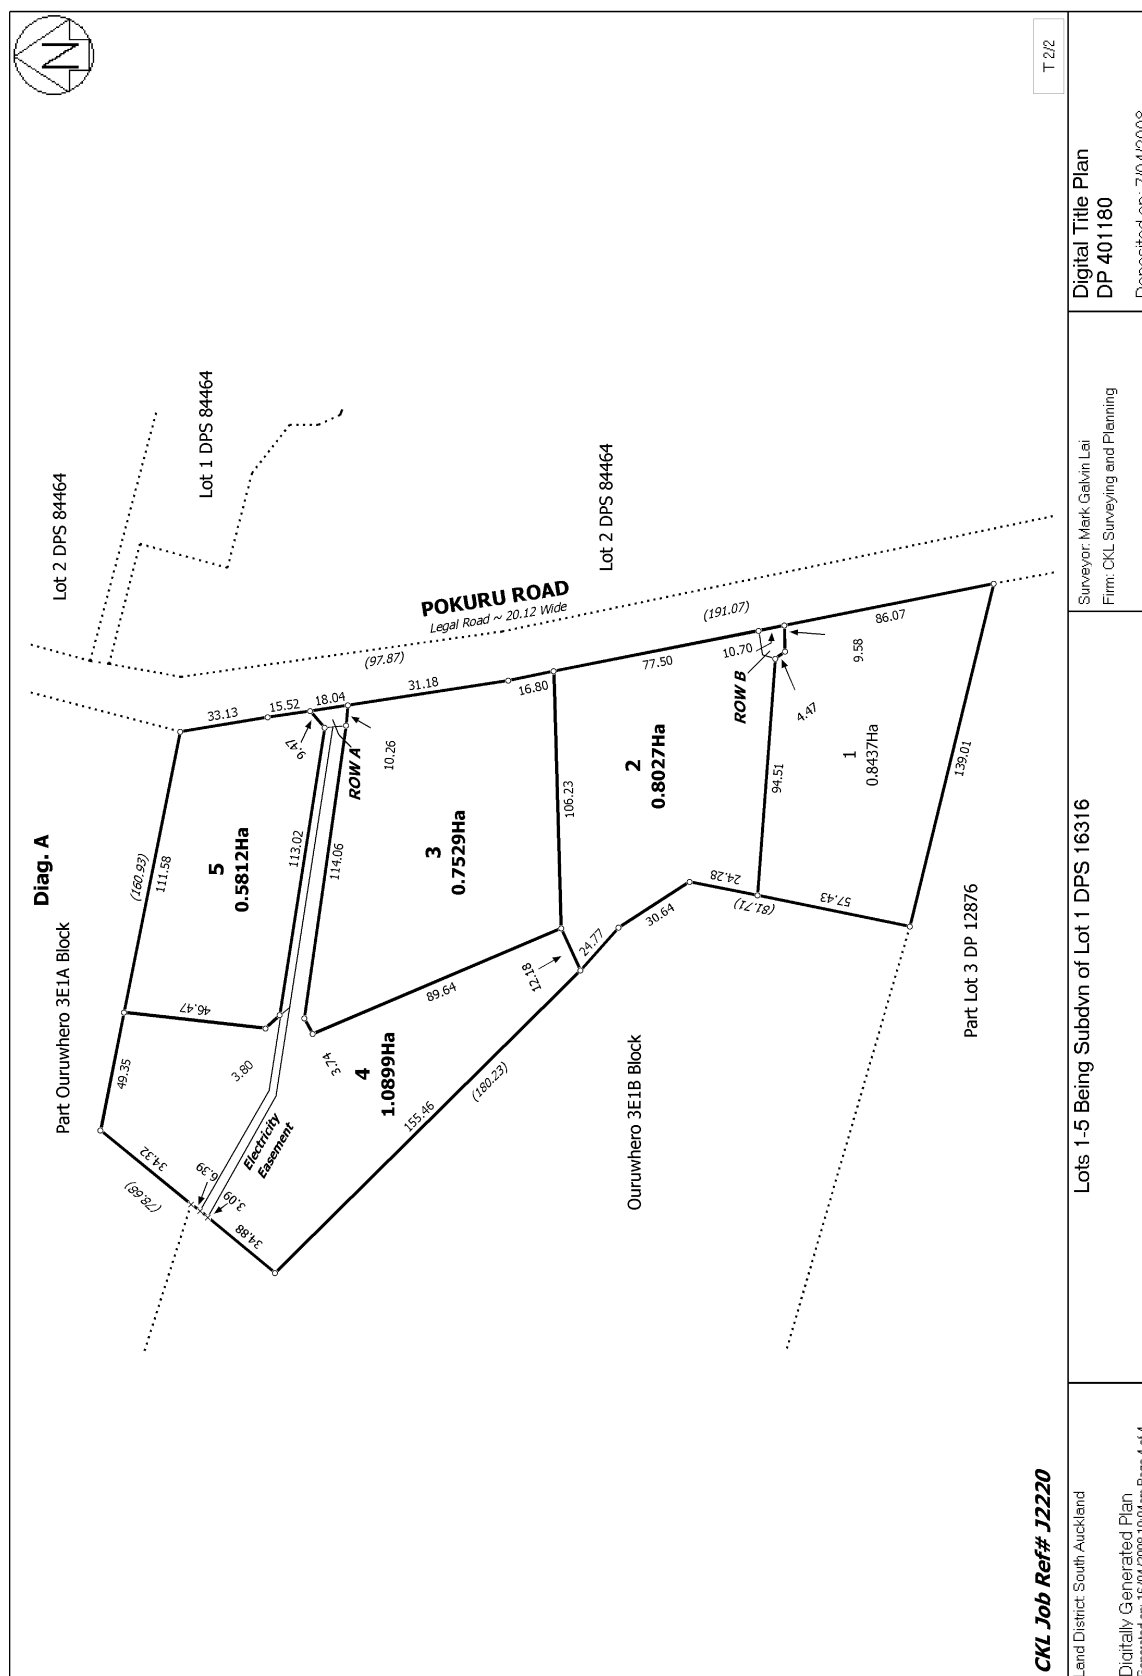 N
T 2/2
Diag. A
Part Ouruwhero 3E1A Block
Lot 2 DPS 84464
Lot 1 DPS 84464
Lot 2 DPS 84464
POKURU ROAD
Legal Road ~ 20.12 Wide
(97.87)
(191.07)
33.13
15.52
18.04
31.18
16.80
77.50
10.70
86.07
9.47
10.26
9.58
4.47
ROW A
ROW B
(160.93)
111.58
5
0.5812Ha
113.02
114.06
3
0.7529Ha
106.23
2
0.8027Ha
94.51
1
0.8437Ha
139.01
46.47
49.35
3.80
3.74
89.64
12.18
24.77
30.64
24.28
(81.71)
57.43
4
1.0899Ha
155.46
(180.23)
34.32
(78.68)
6.39
3.09
34.88
Electricity
Easement
Ouruwhero 3E1B Block
Part Lot 3 DP 12876
CKL Job Ref# J2220
Land District: South Auckland
Digitally Generated Plan
Lots 1-5 Being Subdvn of Lot 1 DPS 16316
Surveyor: Mark Galvin Lai
Firm: CKL Surveying and Planning
Digital Title Plan
DP 401180
Deposited on: 7/04/2008